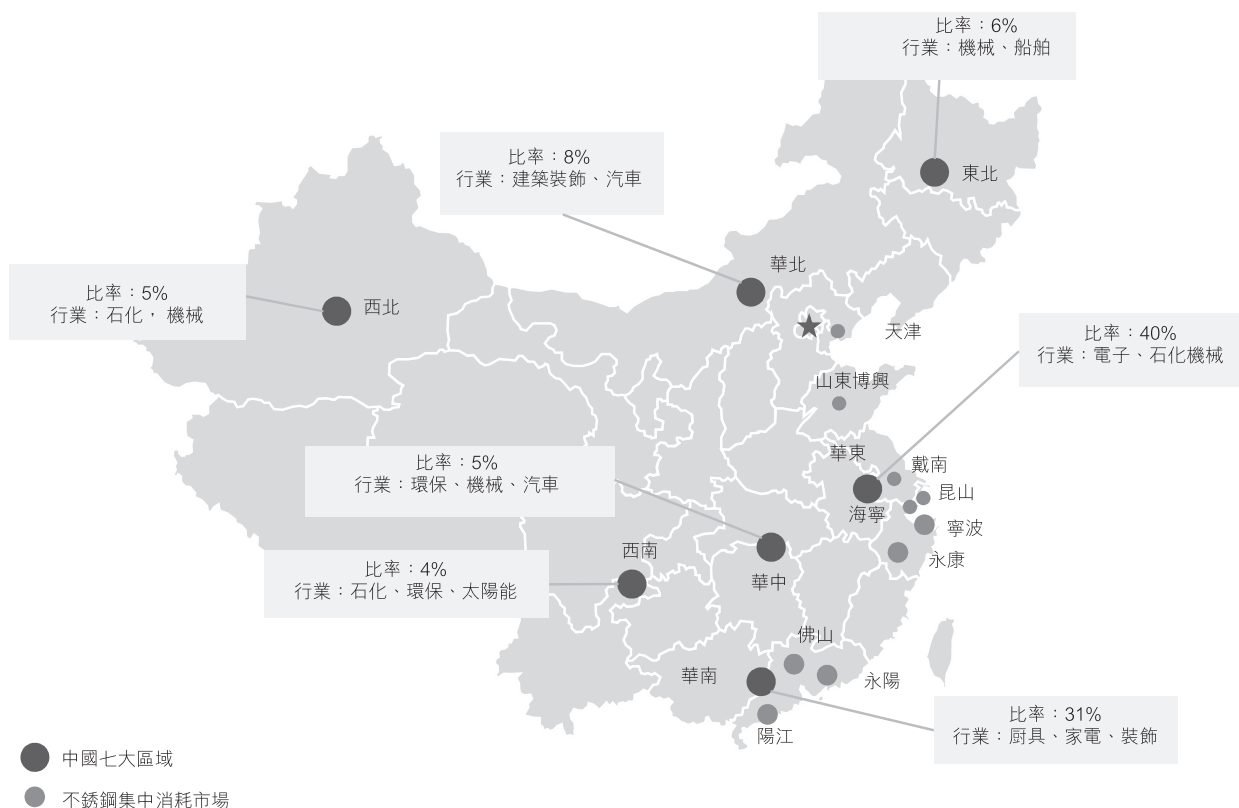 比率：6%
行業：機械、船舶
東北
比率：8%
行業：建築裝飾、汽車
華北
比率：5%
行業：石化， 機械
西北
天津
比率：40%
行業：電子、石化機械
山東博興
華東
戴南
昆山
海寧
寧波
永康
比率：5%
行業：環保、機械、汽車
西南
華中
比率：4%
行業：石化、環保、太陽能
佛山
華南
永陽
陽江
比率：31%
行業：厨具、家電、裝飾
中國七大區域
不銹鋼集中消耗市場